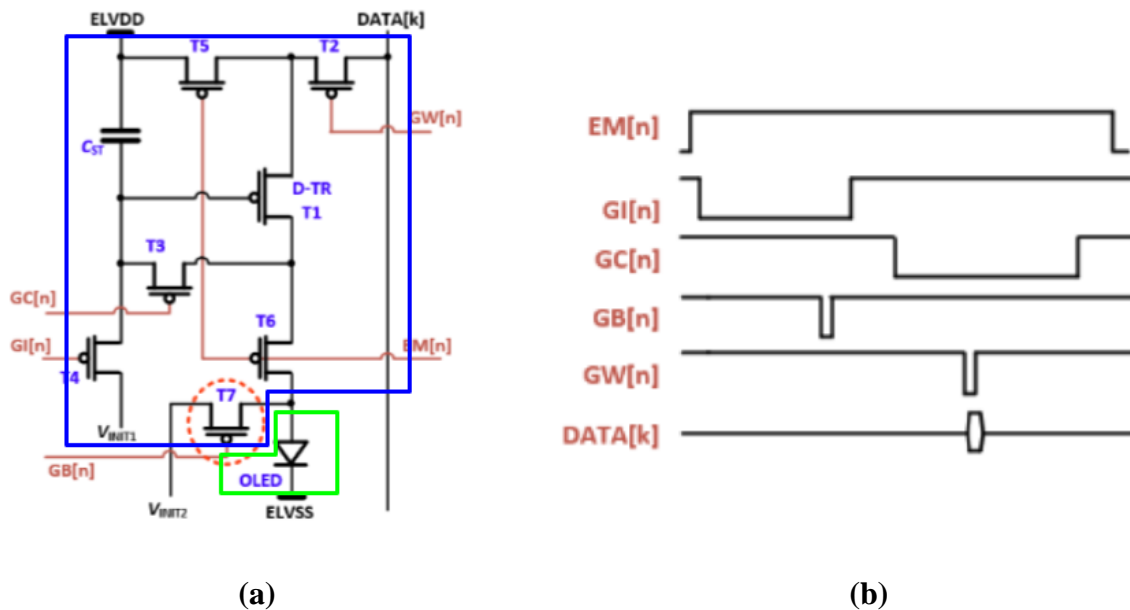 ELVDD DATA[k]
T5 T2
GW[n]
CST
D-TR
T1
T3
GC[n]
T6
GI[n] EM[n]
T4
T7
VINIT1
GB[n]
OLED
VINIT2
ELVSS
(a)
EM[n]
GI[n]
GC[n]
GB[n]
GW[n]
DATA[k]
(b)